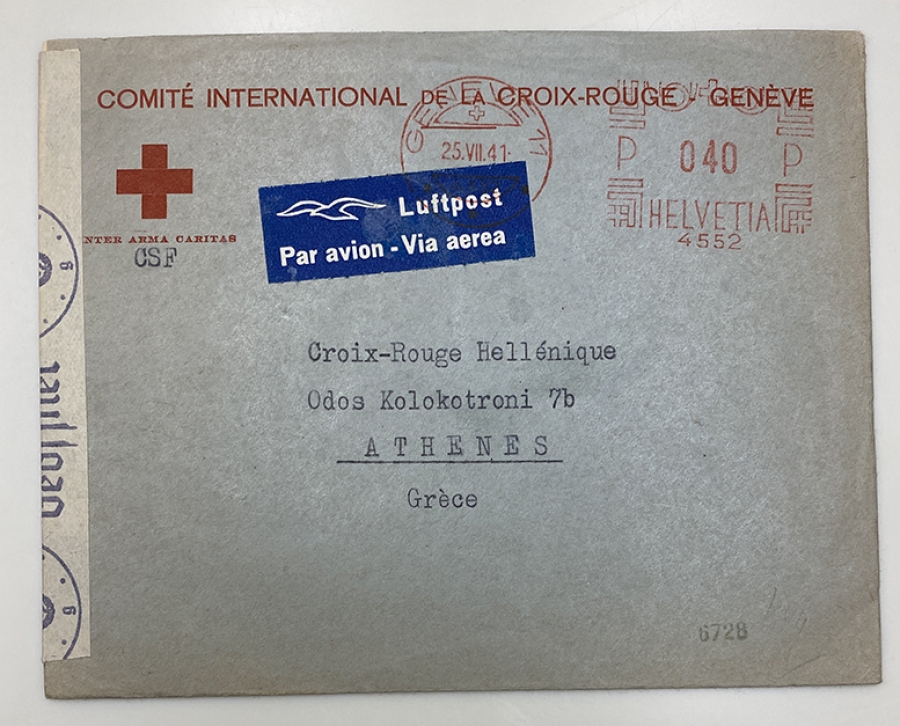 COMITÉ INTERNATIONAL DE LA CROIX-ROUGE - GENÈVE
25.VII.41
P 040 P
HELVETIA
4552
NTER ARMA CARITAS
CSF
Luftpost
Par avion - Via aerea
Croix-Rouge Hellénique
Odos Kolokotroni 7b
ATHENES
Grèce
6728